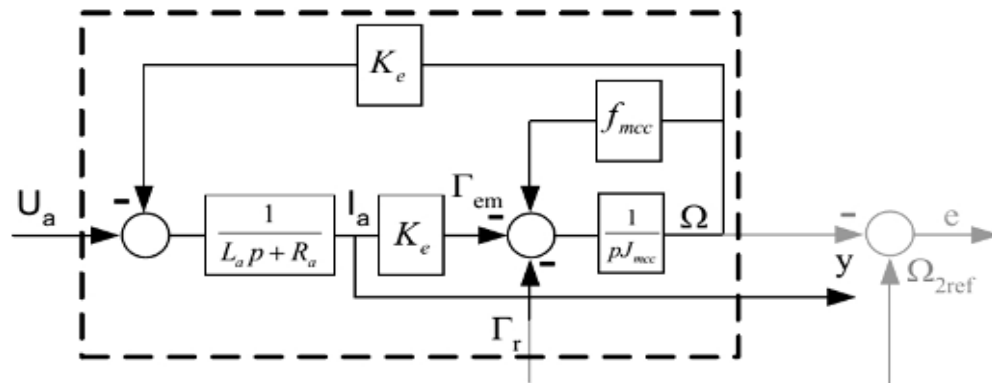 K_e
f_mcc
U_a
-
1 / (L_a p + R_a)
I_a
K_e
Γ_em
-
-
1 / (pJ_mcc)
Ω
-
e
y
Ω_2ref
Γ_r